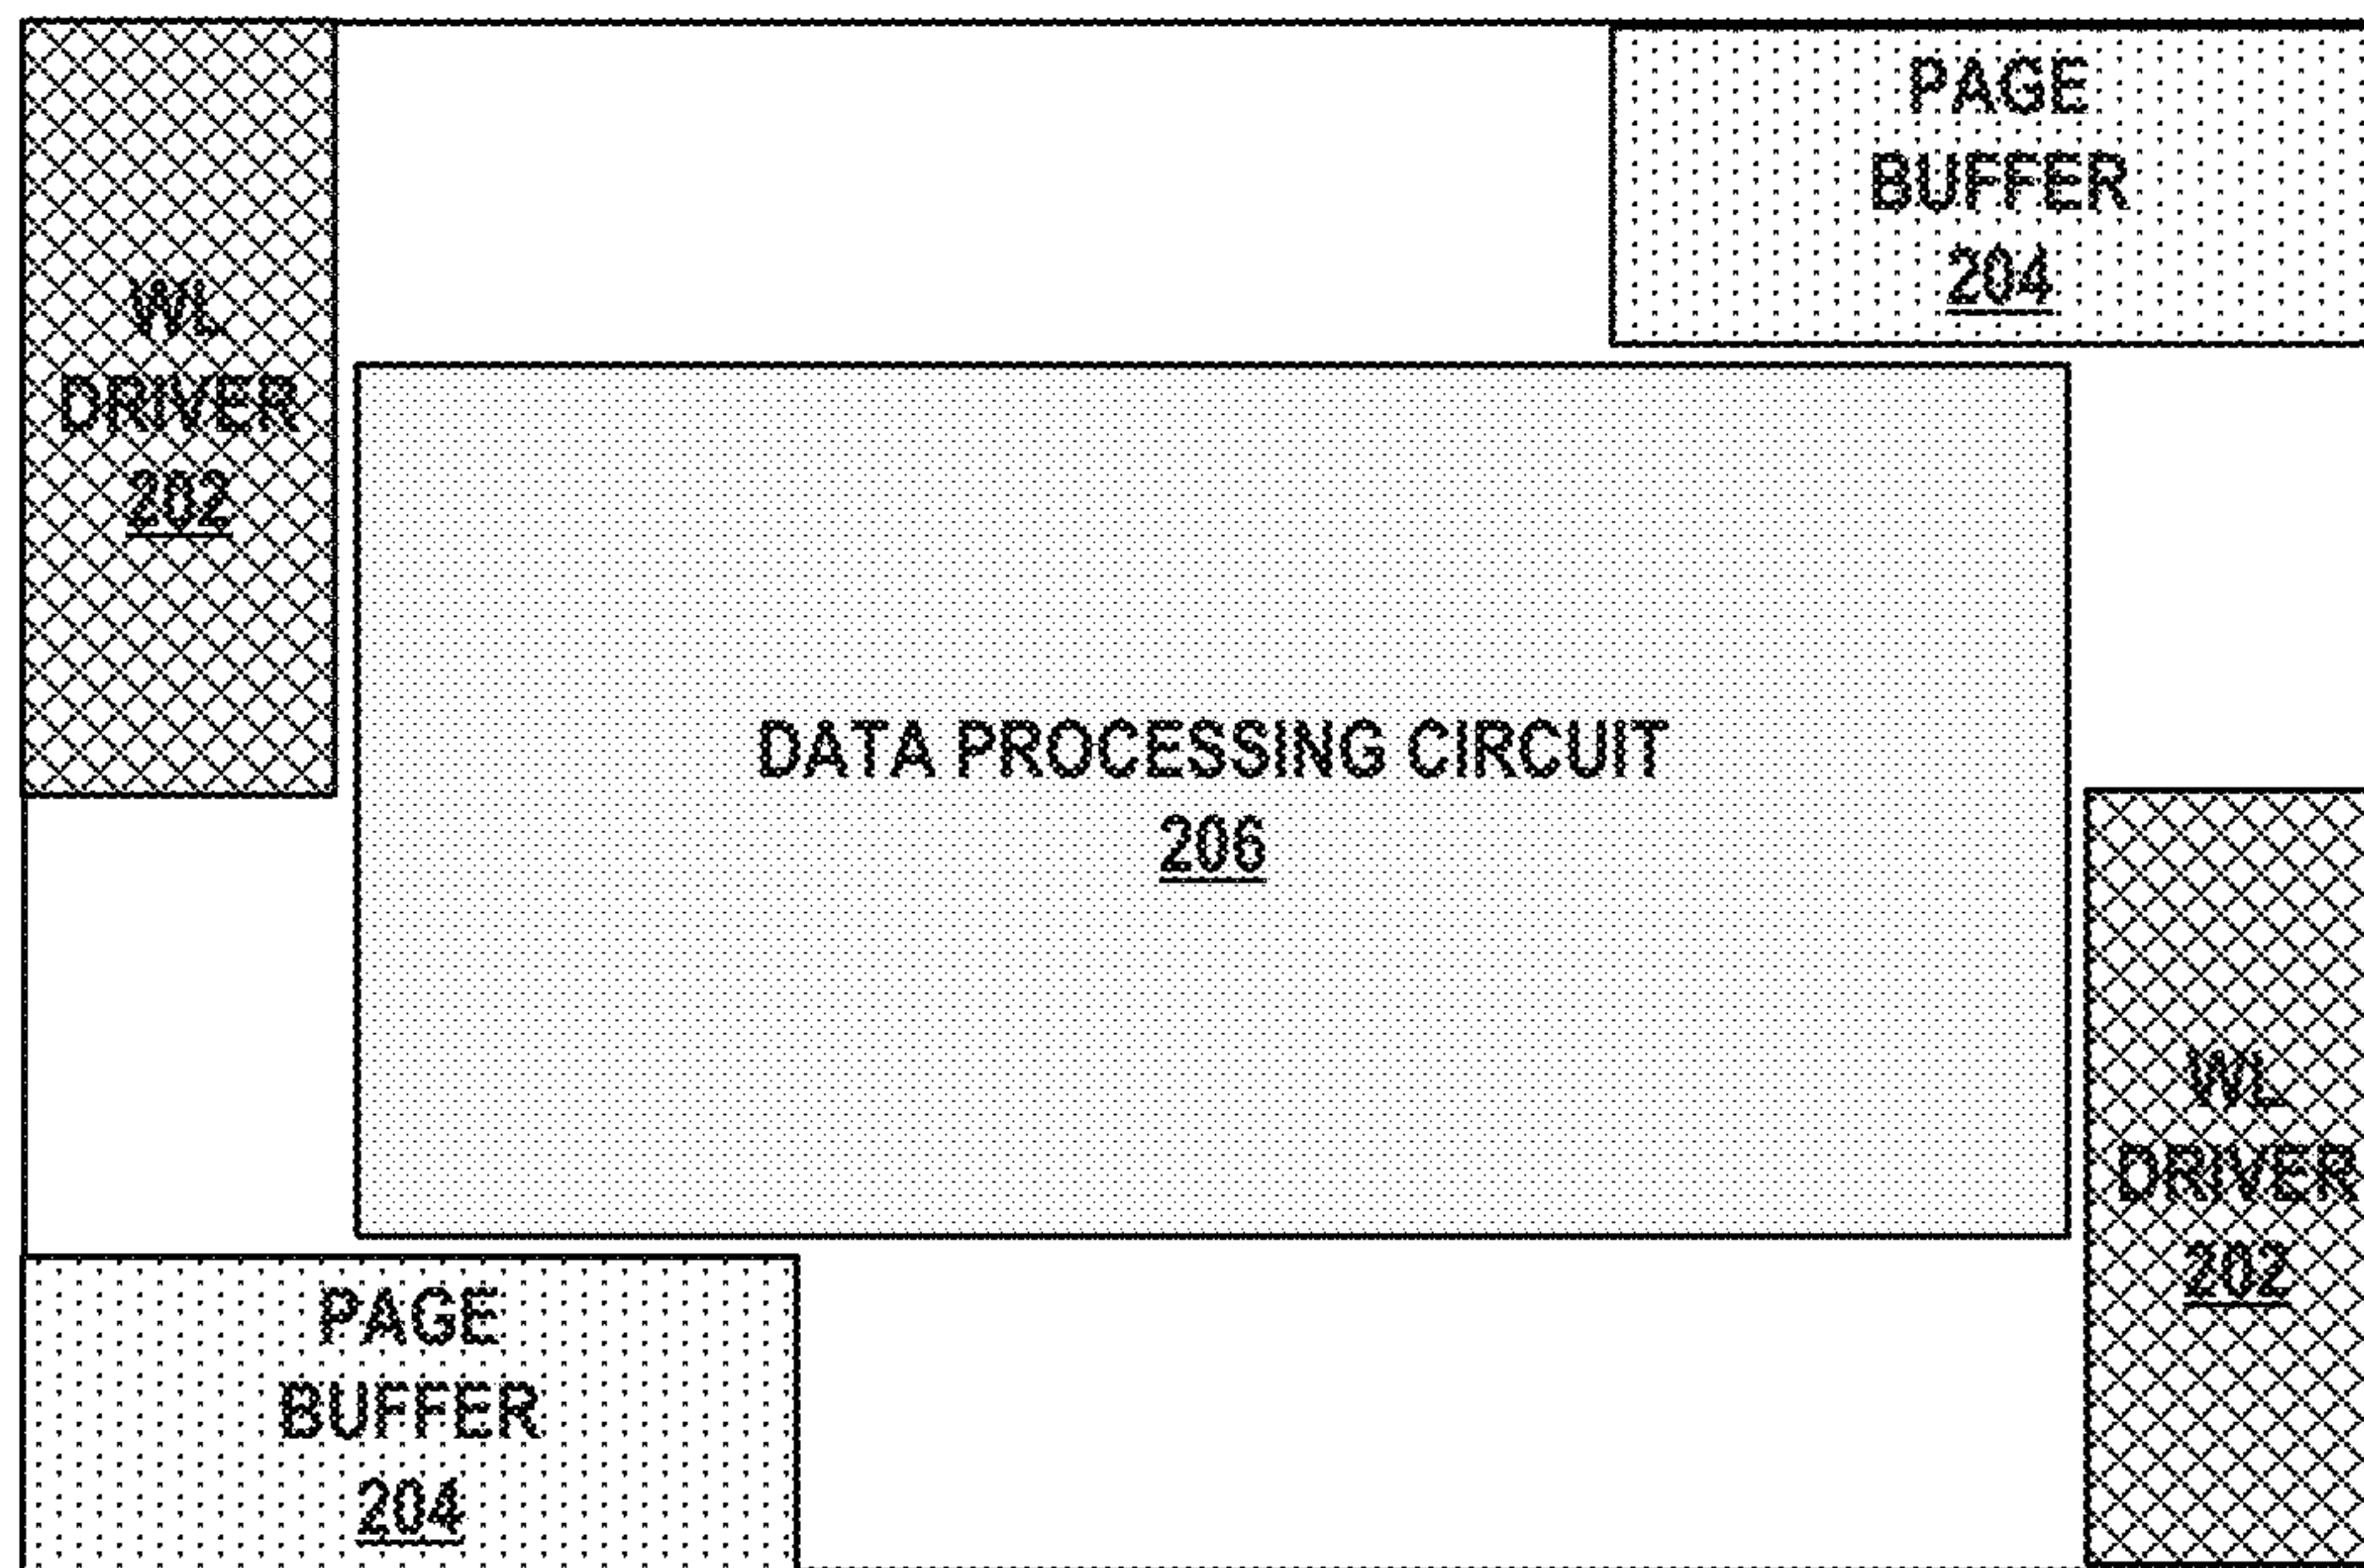 PAGE
BUFFER
204
WL
DRIVER
202
DATA PROCESSING CIRCUIT
206
WL
DRIVER
202
PAGE
BUFFER
204